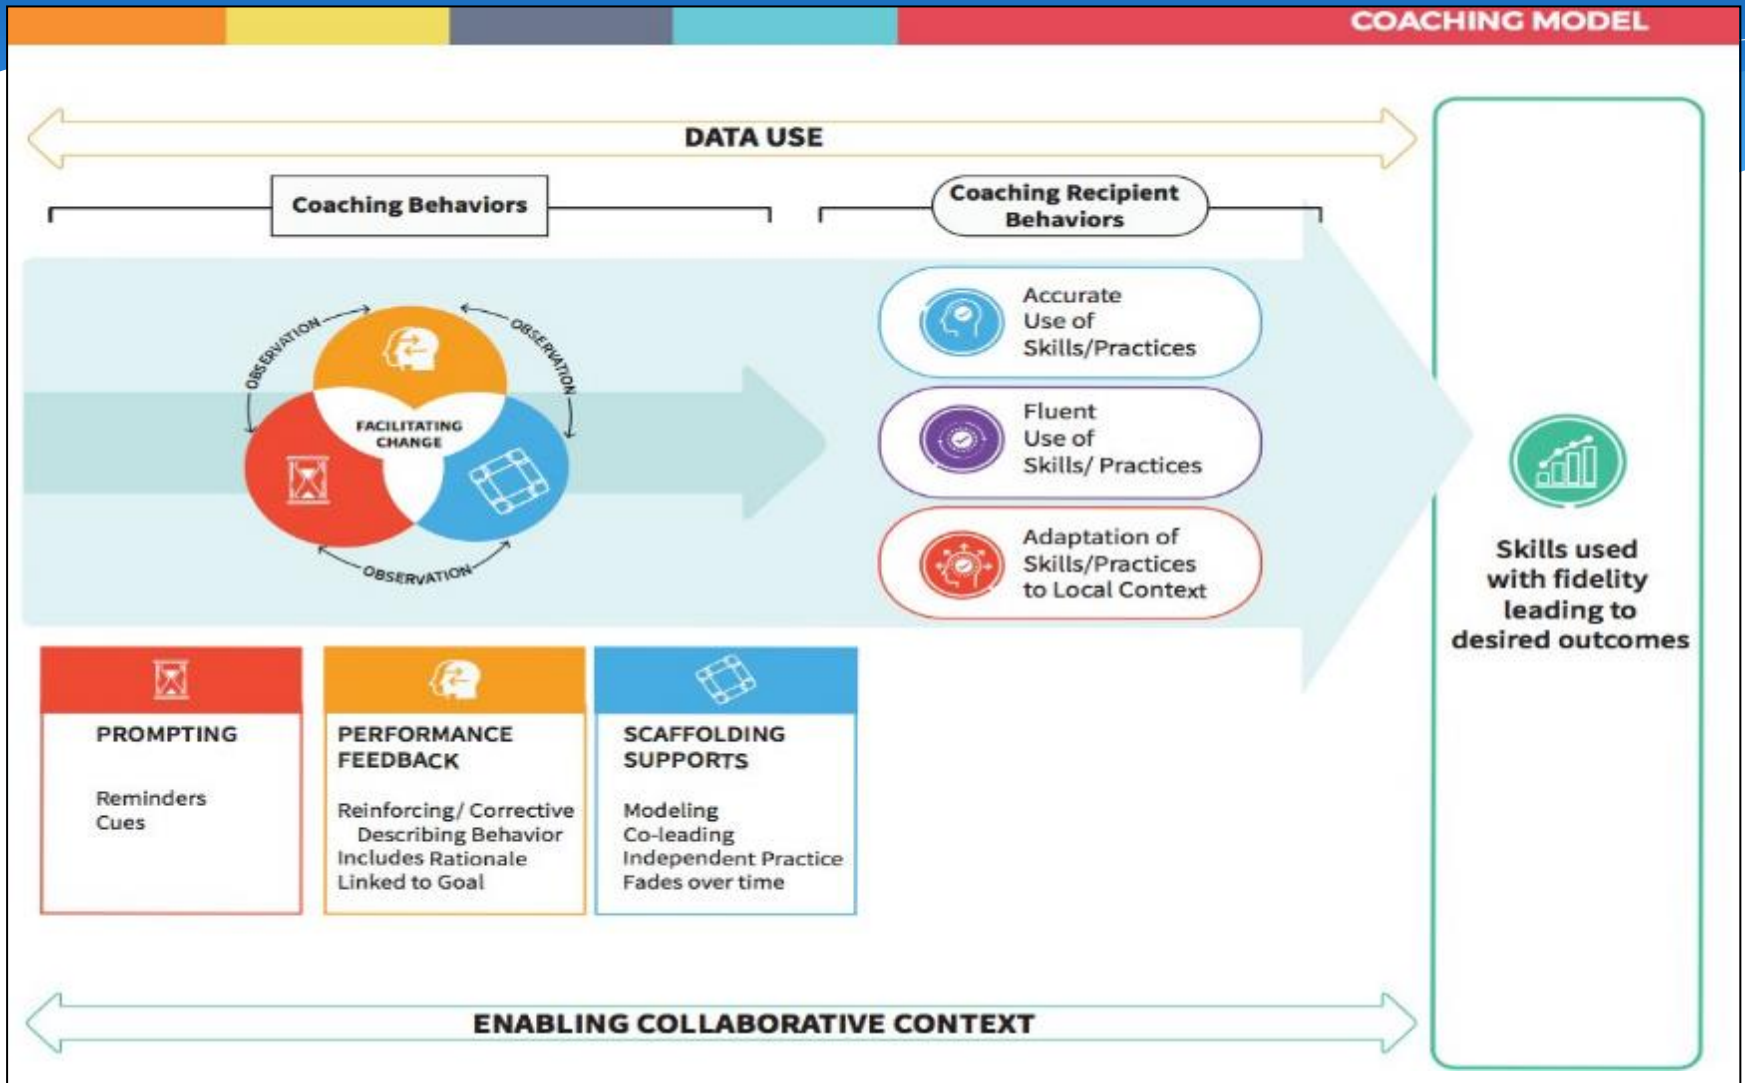 COACHING MODEL
DATA USE
Coaching Behaviors
Coaching Recipient
Behaviors
OBSERVATION
OBSERVATION
FACILITATING
CHANGE
OBSERVATION
Accurate
Use of
Skills/Practices
Fluent
Use of
Skills/ Practices
Adaptation of
Skills/Practices
to Local Context
Skills used
with fidelity
leading to
desired outcomes
PROMPTING
Reminders
Cues
PERFORMANCE
FEEDBACK
Reinforcing/ Corrective
Describing Behavior
Includes Rationale
Linked to Goal
SCAFFOLDING
SUPPORTS
Modeling
Co-leading
Independent Practice
Fades over time
ENABLING COLLABORATIVE CONTEXT